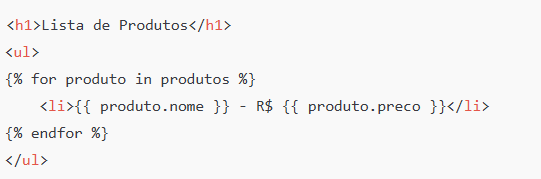 <h1>Lista de Produtos</h1>
<ul>
{% for produto in produtos %}
    <li>{{ produto.nome }} - R$ {{ produto.preco }}</li>
{% endfor %}
</ul>